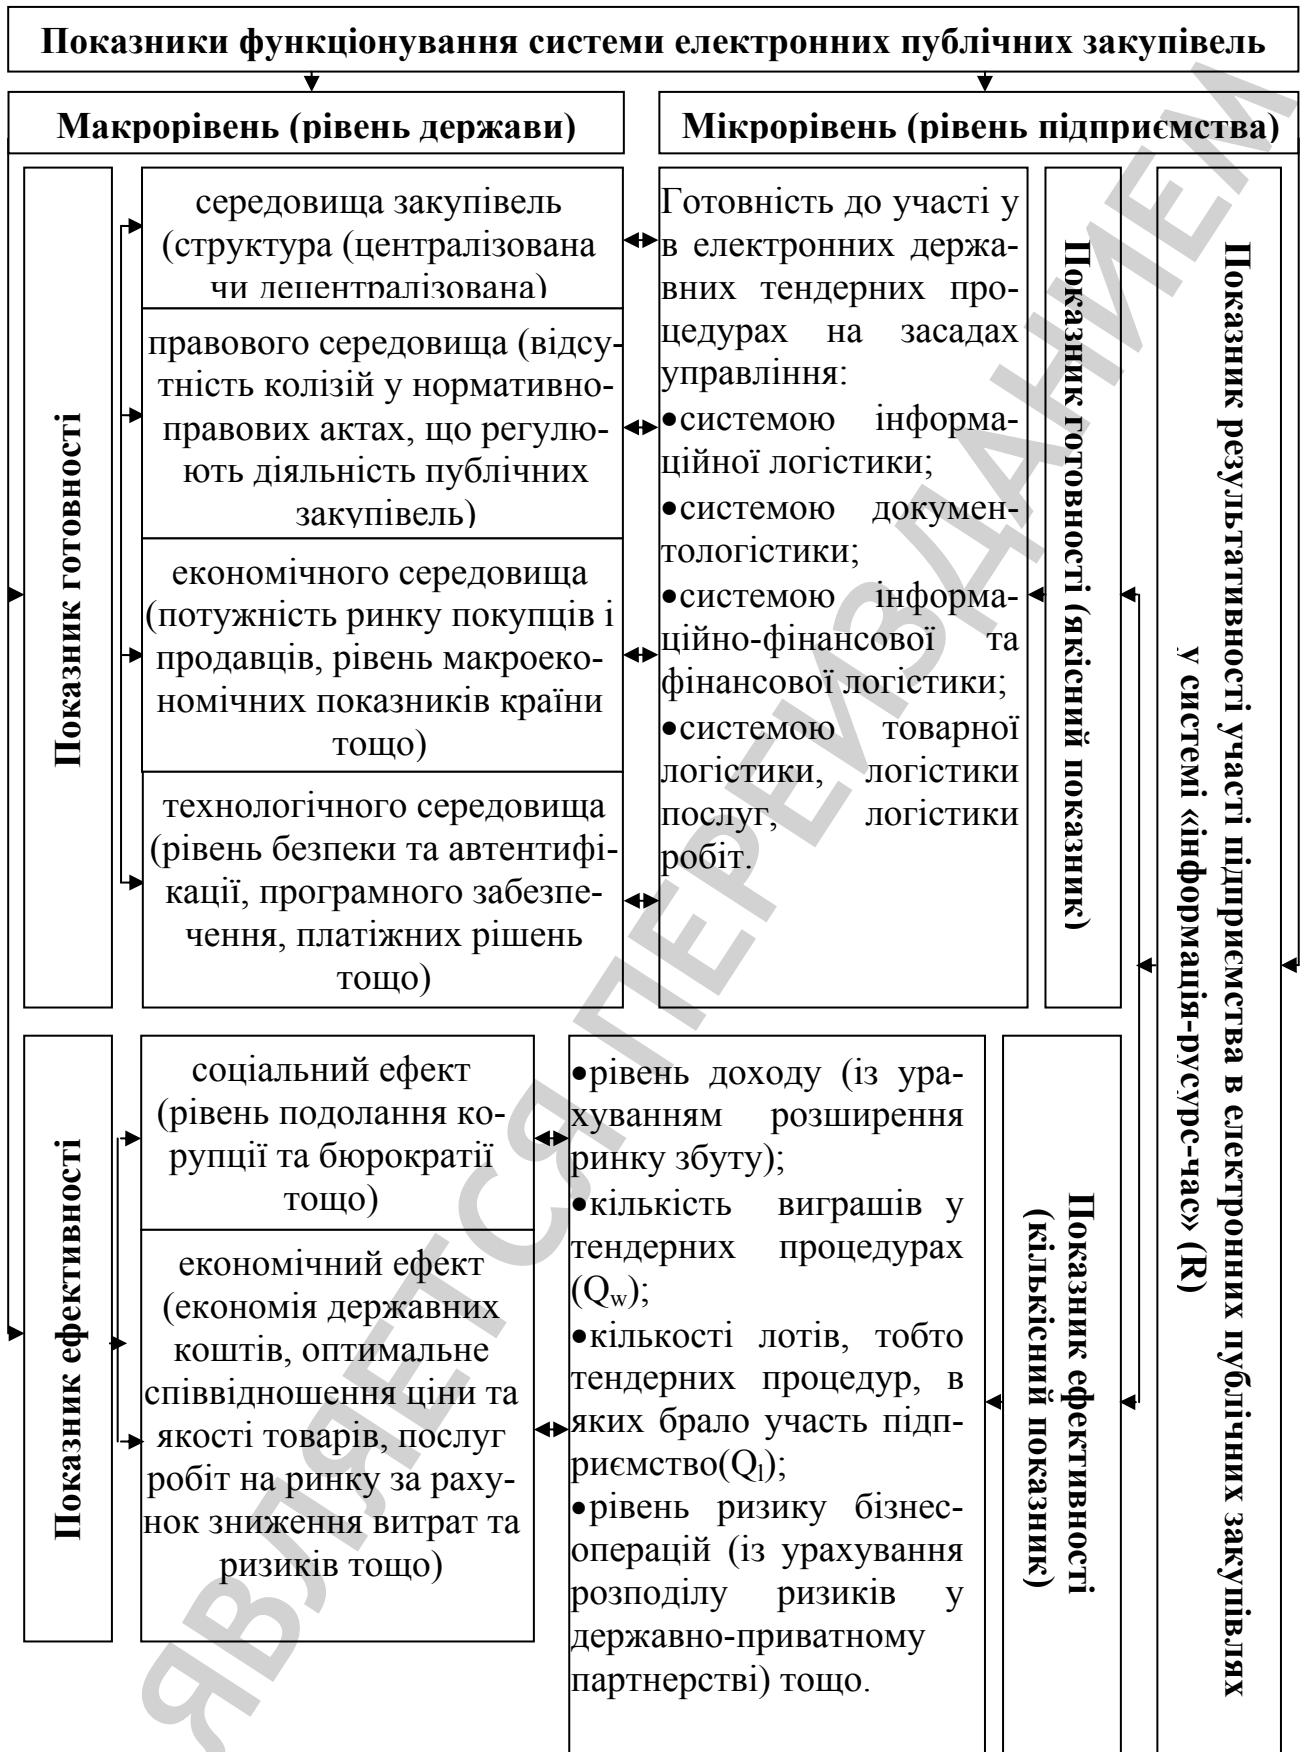 Показники функціонування системи електронних публічних закупівель
Макрорівень (рівень держави)
Мікрорівень (рівень підприємства)
Показник готовності
середовища закупівель
(структура (централізована
чи децентралізована)
правового середовища (відсу-
тність колізій у нормативно-
правових актах, що регулю-
ють діяльність публічних
закупівель)
економічного середовища
(потужність ринку покупців і
продавців, рівень макроеко-
номічних показників країни
тощо)
технологічного середовища
(рівень безпеки та автентифі-
кації, програмного забезпе-
чення, платіжних рішень
тощо)
Готовність до участі у
в електронних держа-
вних тендерних про-
цедурах на засадах
управління:
•системою інформа-
ційної логістики;
•системою докумен-
тологістики;
•системою інформа-
ційно-фінансової та
фінансової логістики;
•системою товарної
логістики, логістики
послуг, логістики
робіт.
Показник готовності (якісний показник)
Показник результативності участі підприємства в електронних публічних закупівлях
у системі «інформація-русурс-час» (R)
Показник ефективності
соціальний ефект
(рівень подолання ко-
рупції та бюрократії
тощо)
економічний ефект
(економія державних
коштів, оптимальне
співвідношення ціни та
якості товарів, послуг
робіт на ринку за раху-
нок зниження витрат та
ризиків тощо)
•рівень доходу (із ура-
хуванням розширення
ринку збуту);
•кількість виграшів у
тендерних процедурах
(Qw);
•кількості лотів, тобто
тендерних процедур, в
яких брало участь підп-
риємство(Ql);
•рівень ризику бізнес-
операцій (із урахування
розподілу ризиків у
державно-приватному
партнерстві) тощо.
Показник ефективності
(кількісний показник)
ЯВЛЯЕТСЯ ПЕРЕИЗДАНИЕМ